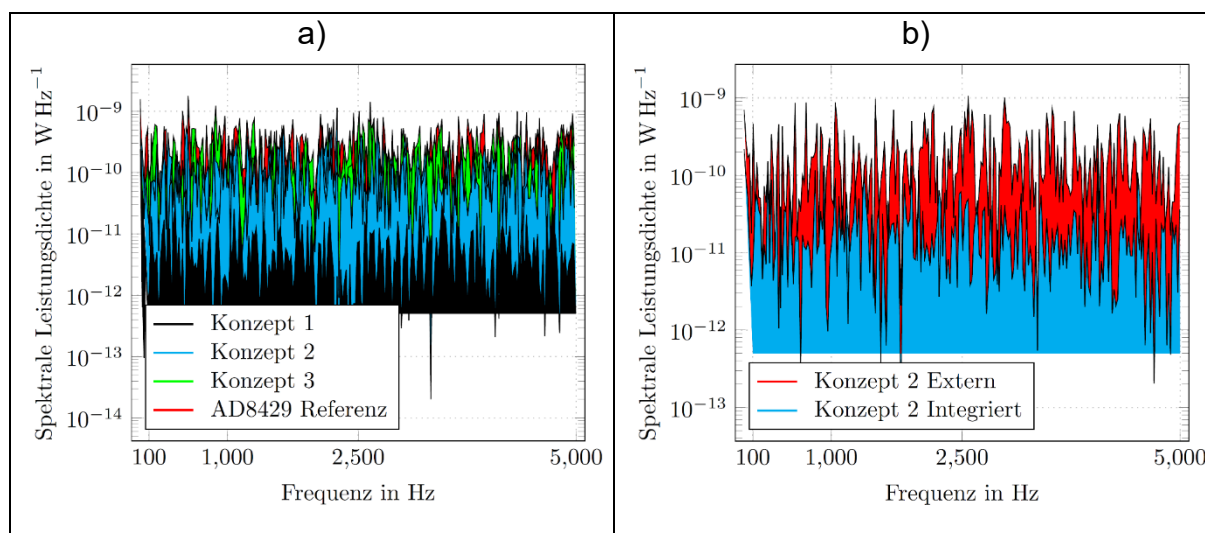 a)
Spektrale Leistungsdichte in W Hz⁻¹
10⁻⁹
10⁻¹⁰
10⁻¹¹
10⁻¹²
10⁻¹³
10⁻¹⁴
Konzept 1
Konzept 2
Konzept 3
AD8429 Referenz
100 1,000 2,500 5,000
Frequenz in Hz
b)
Spektrale Leistungsdichte in W Hz⁻¹
10⁻⁹
10⁻¹⁰
10⁻¹¹
10⁻¹²
10⁻¹³
Konzept 2 Extern
Konzept 2 Integriert
100 1,000 2,500 5,000
Frequenz in Hz